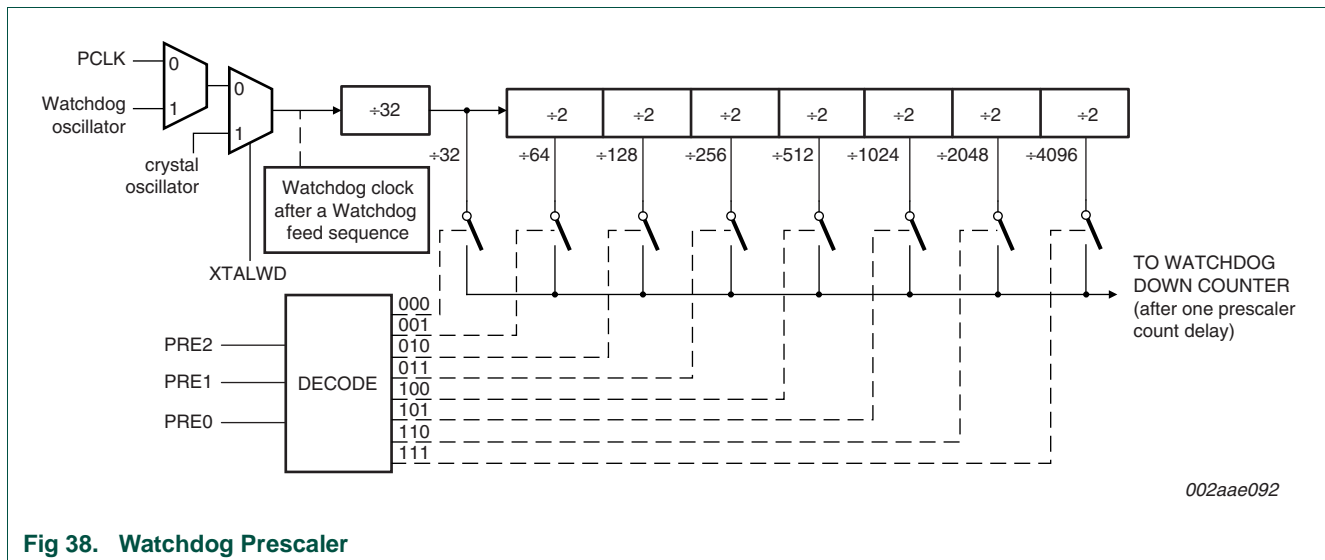 PCLK
0
1
Watchdog
oscillator
0
1
crystal
oscillator
÷32
÷2
÷2
÷2
÷2
÷2
÷2
÷2
÷32
÷64
÷128
÷256
÷512
÷1024
÷2048
÷4096
Watchdog clock
after a Watchdog
feed sequence
XTALWD
TO WATCHDOG
DOWN COUNTER
(after one prescaler
count delay)
PRE2
PRE1
PRE0
DECODE
000
001
010
011
100
101
110
111
002aae092
Fig 38. Watchdog Prescaler